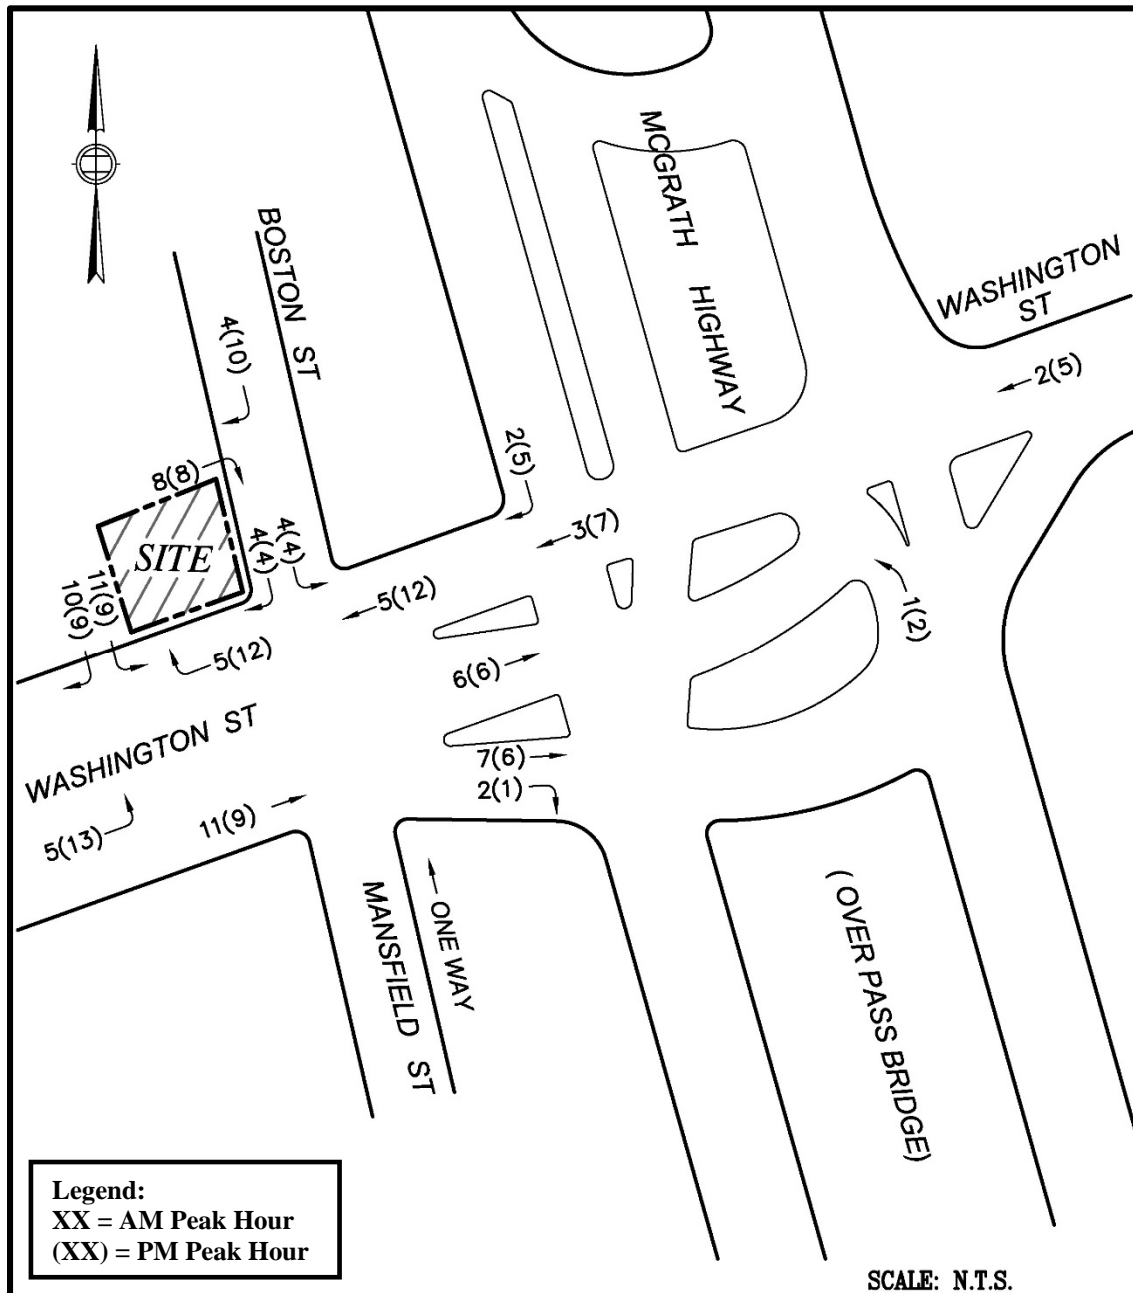 MCGRATH HIGHWAY
BOSTON ST
WASHINGTON
ST
4(10)
2(5)
2(5)
8(8)
3(7)
4(4)
4(4)
SITE
11(9)
10(9)
5(12)
1(2)
5(12)
6(6)
WASHINGTON ST
7(6)
2(1)
11(9)
5(13)
ONE WAY
MANSFIELD ST
(OVER PASS BRIDGE)
Legend:
XX = AM Peak Hour
(XX) = PM Peak Hour
SCALE: N.T.S.